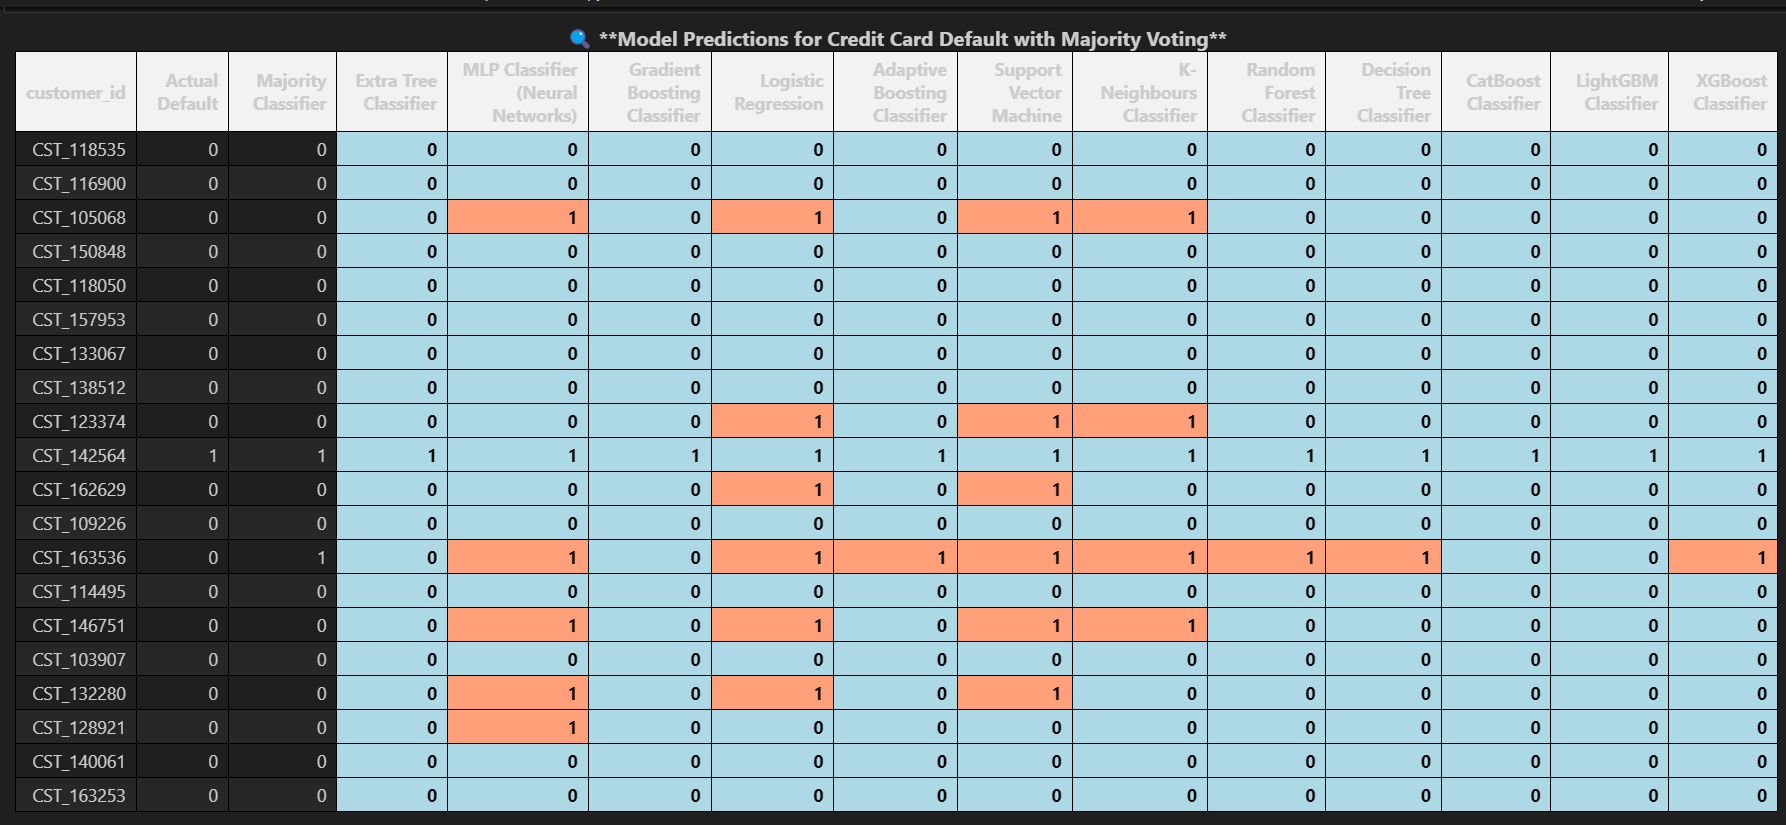 **Model Predictions for Credit Card Default with Majority Voting**
customer_id Actual Default Majority Classifier Extra Tree Classifier MLP Classifier (Neural Networks) Gradient Boosting Classifier Logistic Regression Adaptive Boosting Classifier Support Vector Machine K-Neighbours Classifier Random Forest Classifier Decision Tree Classifier CatBoost Classifier LightGBM Classifier XGBoost Classifier
CST_118535 0 0 0 0 0 0 0 0 0 0 0 0 0 0
CST_116900 0 0 0 0 0 0 0 0 0 0 0 0 0 0
CST_105068 0 0 0 1 0 1 0 1 1 0 0 0 0 0
CST_150848 0 0 0 0 0 0 0 0 0 0 0 0 0 0
CST_118050 0 0 0 0 0 0 0 0 0 0 0 0 0 0
CST_157953 0 0 0 0 0 0 0 0 0 0 0 0 0 0
CST_133067 0 0 0 0 0 0 0 0 0 0 0 0 0 0
CST_138512 0 0 0 0 0 0 0 0 0 0 0 0 0 0
CST_123374 0 0 0 0 0 1 0 1 1 0 0 0 0 0
CST_142564 1 1 1 1 1 1 1 1 1 1 1 1 1 1
CST_162629 0 0 0 0 0 1 0 1 0 0 0 0 0 0
CST_109226 0 0 0 0 0 0 0 0 0 0 0 0 0 0
CST_163536 0 1 0 1 0 1 1 1 1 1 1 0 0 1
CST_114495 0 0 0 0 0 0 0 0 0 0 0 0 0 0
CST_146751 0 0 0 1 0 1 0 1 1 0 0 0 0 0
CST_103907 0 0 0 0 0 0 0 0 0 0 0 0 0 0
CST_132280 0 0 0 1 0 1 0 1 0 0 0 0 0 0
CST_128921 0 0 0 1 0 0 0 0 0 0 0 0 0 0
CST_140061 0 0 0 0 0 0 0 0 0 0 0 0 0 0
CST_163253 0 0 0 0 0 0 0 0 0 0 0 0 0 0